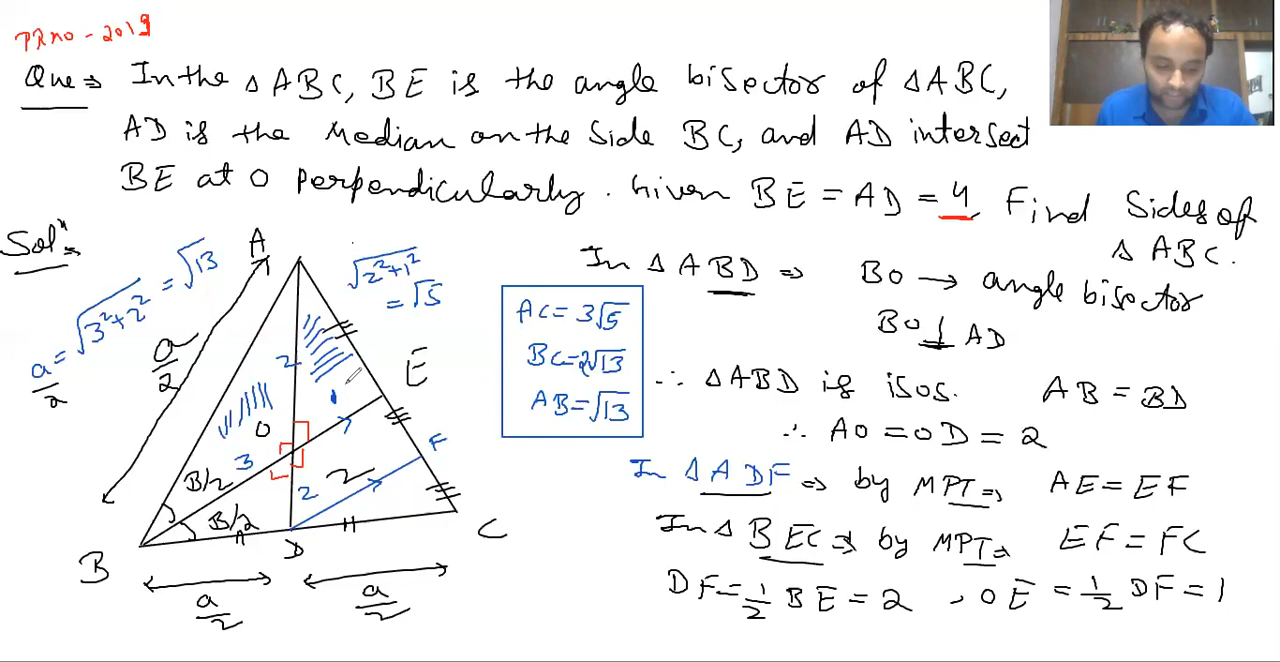 PRMO - 2019
Que ⇒ In the △ ABC, BE is the angle bisector of △ABC,
AD is the Median on the Side BC, and AD intersect
BE at O perpendicularly. Given BE = AD = 4 Find Sides of
△ ABC.
Solⁿ ⇒
A
a/2 = √3²+2² = √13
a/2
√2²+1²
= √5
2
E
O
1
3
F
B/2
2
2
B/2
B
D
C
a/2
a/2
AC = 3√5
BC = 2√13
AB = √13
In △ ABD ⇒ BO → angle bisector
BO ⊥ AD
∴ △ABD is isos. AB = BD
∴ AO = OD = 2
In △ ADF ⇒ by MPT ⇒ AE = EF
In △ BEC ⇒ by MPT ⇒ EF = FC
DF = 1/2 BE = 2 , OE = 1/2 DF = 1